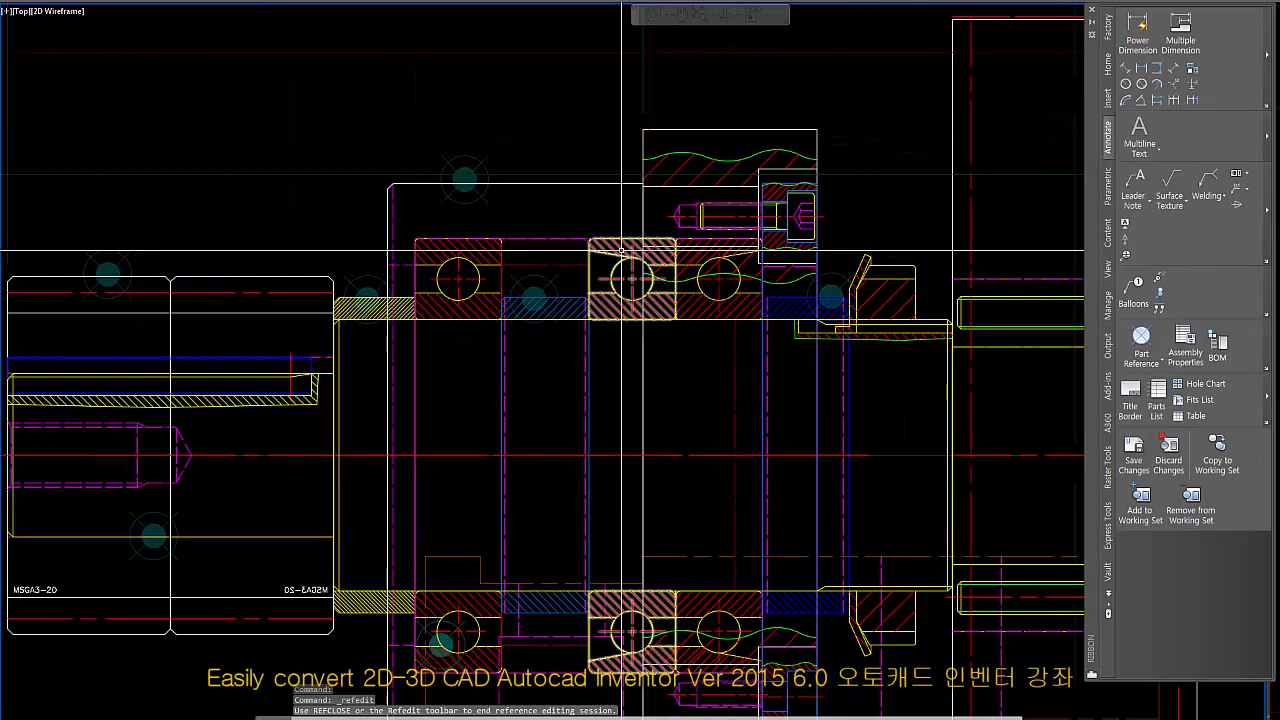 [+][Top][2D Wireframe]
Factory
Home
Insert
Annotate
Parametric
Content
View
Manage
Output
Add-ins
A360
Raster Tools
Express Tools
Vault
RIBBON
Power
Dimension
Multiple
Dimension
Multiline
Text
Leader
Note
Surface
Texture
Welding
Balloons
Part
Reference
Assembly
Properties
BOM
Title
Border
Parts
List
Hole Chart
Fits List
Table
Save
Changes
Discard
Changes
Copy to
Working Set
Add to
Working Set
Remove from
Working Set
MSGA3-20
MSGA3-20
Easily convert 2D-3D CAD Autocad Inventor Ver 2015 6.0 오토캐드 인벤터 강좌
Command:
Command: _refedit
Use REFCLOSE or the Refedit toolbar to end reference editing session.